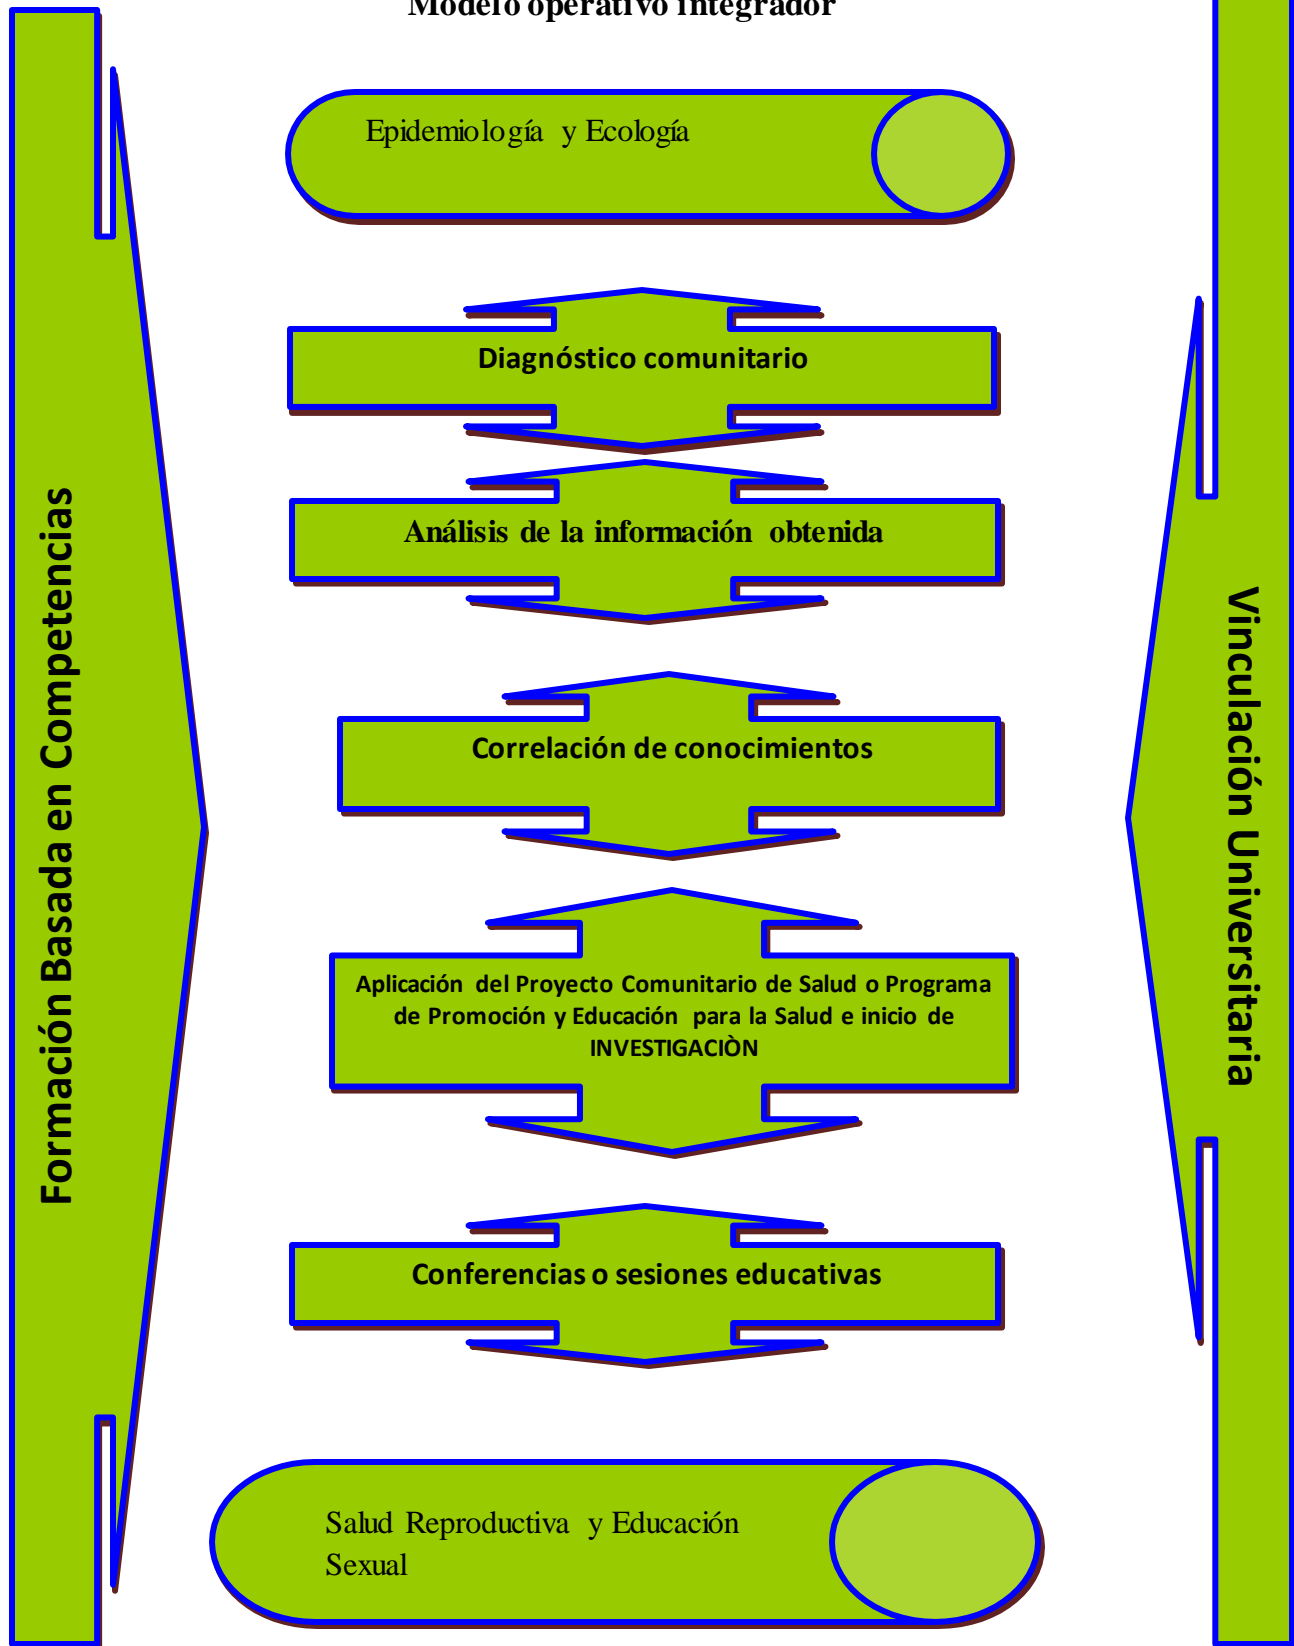 Modelo operativo integrador
Epidemiología y Ecología
Diagnóstico comunitario
Análisis de la información obtenida
Correlación de conocimientos
Aplicación del Proyecto Comunitario de Salud o Programa
de Promoción y Educación para la Salud e inicio de
INVESTIGACIÒN
Conferencias o sesiones educativas
Salud Reproductiva y Educación
Sexual
Formación Basada en Competencias
Vinculación Universitaria